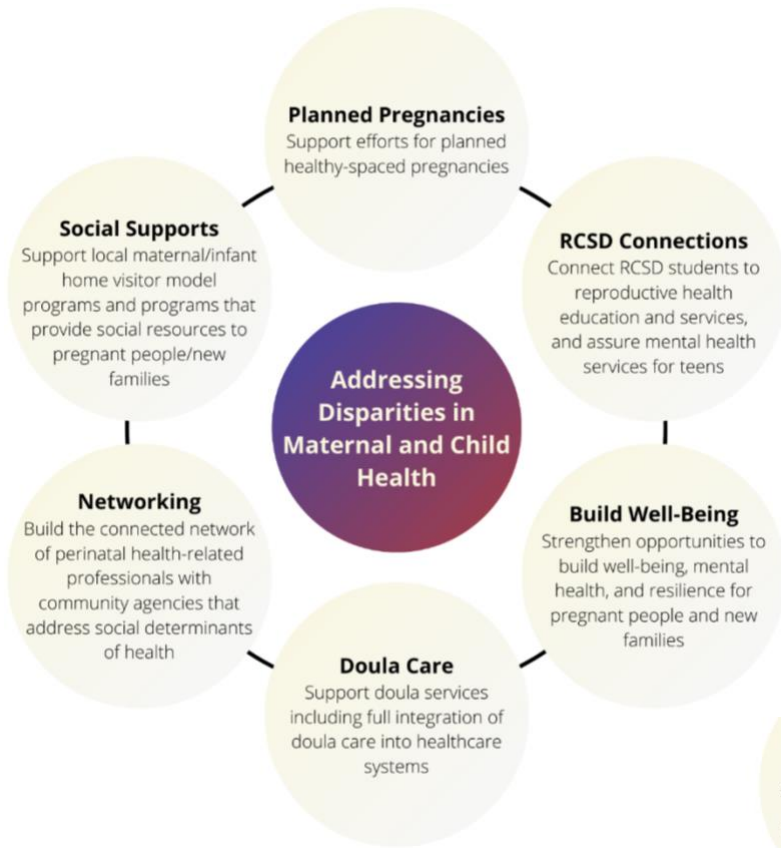 Planned Pregnancies
Support efforts for planned
healthy-spaced pregnancies
RCSD Connections
Connect RCSD students to
reproductive health
education and services,
and assure mental health
services for teens
Build Well-Being
Strengthen opportunities to
build well-being, mental
health, and resilience for
pregnant people and new
families
Doula Care
Support doula services
including full integration of
doula care into healthcare
systems
Networking
Build the connected network
of perinatal health-related
professionals with
community agencies that
address social determinants
of health
Social Supports
Support local maternal/infant
home visitor model
programs and programs that
provide social resources to
pregnant people/new
families
Addressing
Disparities in
Maternal and Child
Health